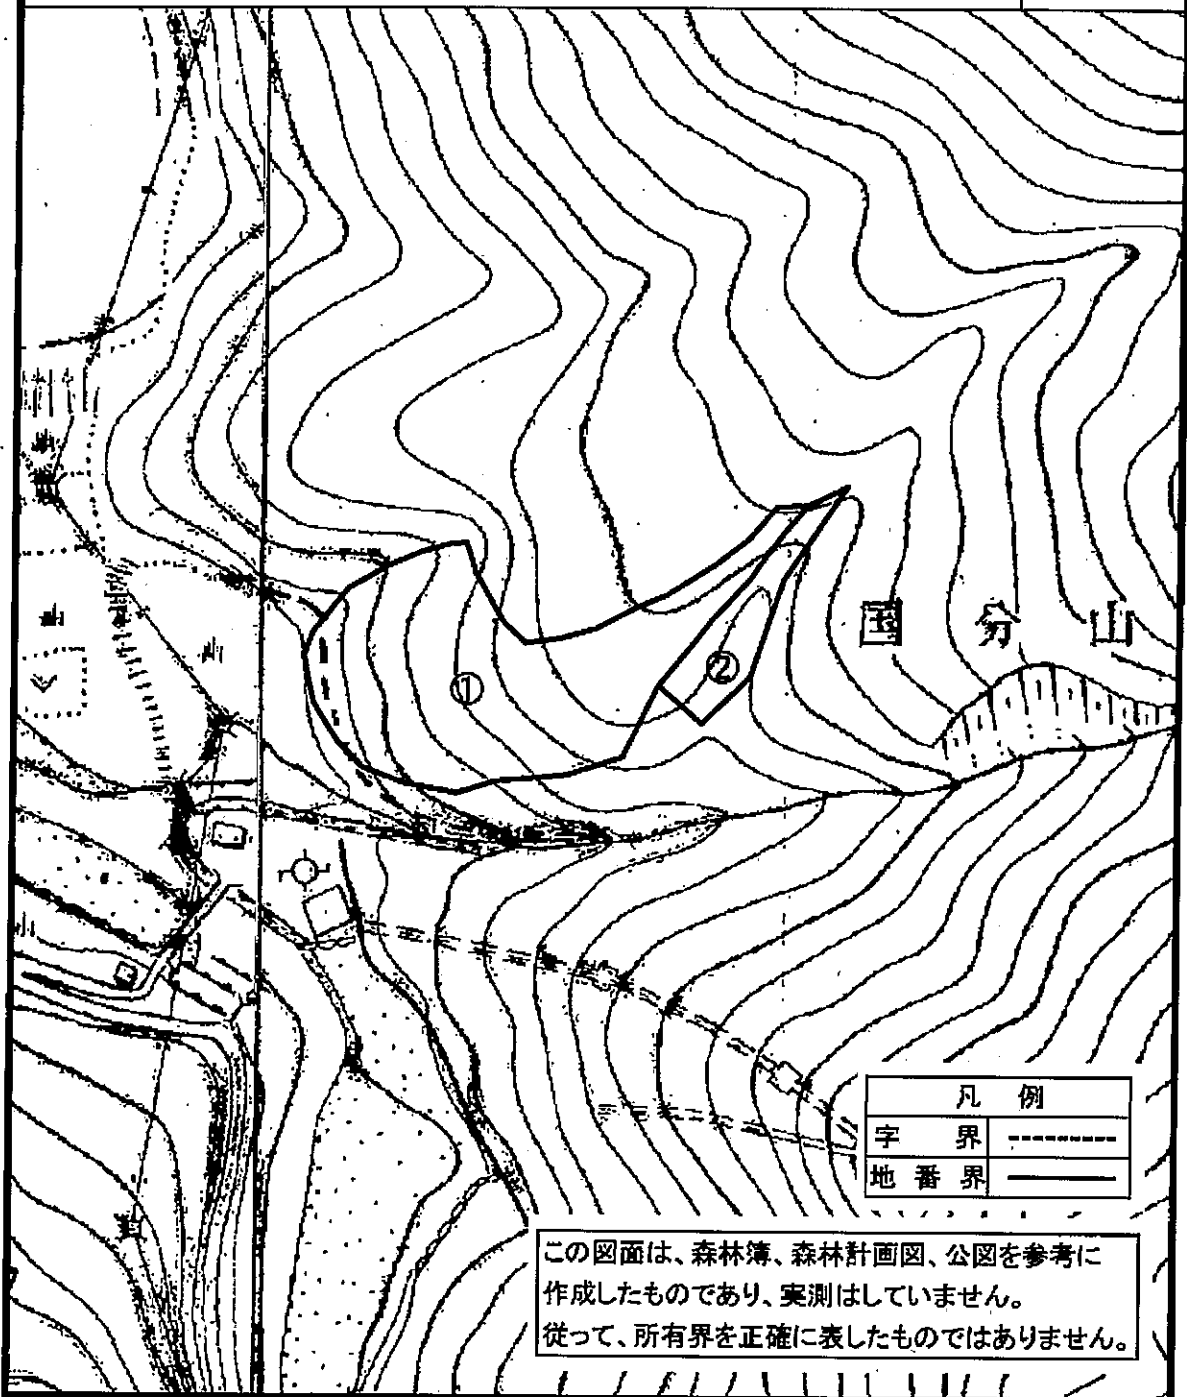 ①
②
国分山
凡例
字界
地番界
この図面は、森林簿、森林計画図、公図を参考に
作成したものであり、実測はしていません。
従って、所有界を正確に表したものではありません。